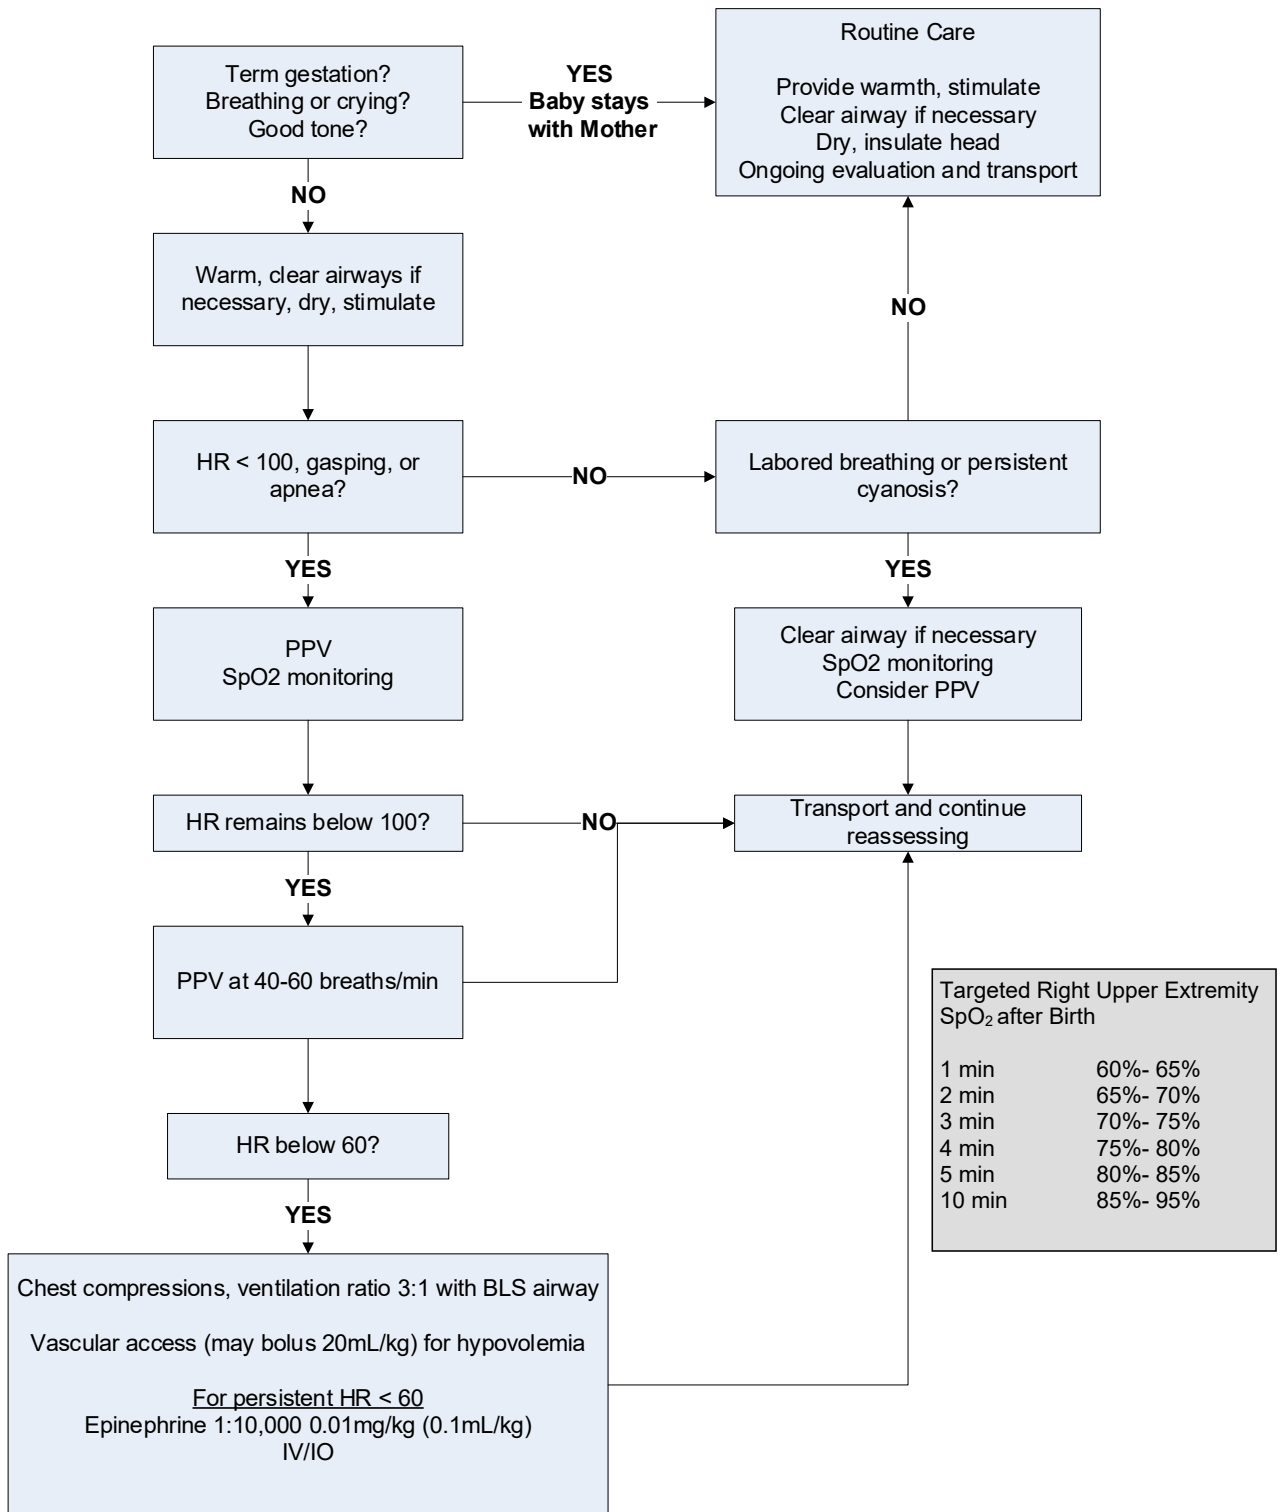 Term gestation?
Breathing or crying?
Good tone?
YES
Baby stays
with Mother
Routine Care
Provide warmth, stimulate
Clear airway if necessary
Dry, insulate head
Ongoing evaluation and transport
NO
Warm, clear airways if
necessary, dry, stimulate
NO
HR < 100, gasping, or
apnea?
NO
Labored breathing or persistent
cyanosis?
YES
YES
PPV
SpO2 monitoring
Clear airway if necessary
SpO2 monitoring
Consider PPV
HR remains below 100?
NO
Transport and continue
reassessing
YES
PPV at 40-60 breaths/min
Targeted Right Upper Extremity
SpO₂ after Birth
1 min 60%- 65%
2 min 65%- 70%
3 min 70%- 75%
4 min 75%- 80%
5 min 80%- 85%
10 min 85%- 95%
HR below 60?
YES
Chest compressions, ventilation ratio 3:1 with BLS airway
Vascular access (may bolus 20mL/kg) for hypovolemia
For persistent HR < 60
Epinephrine 1:10,000 0.01mg/kg (0.1mL/kg)
IV/IO